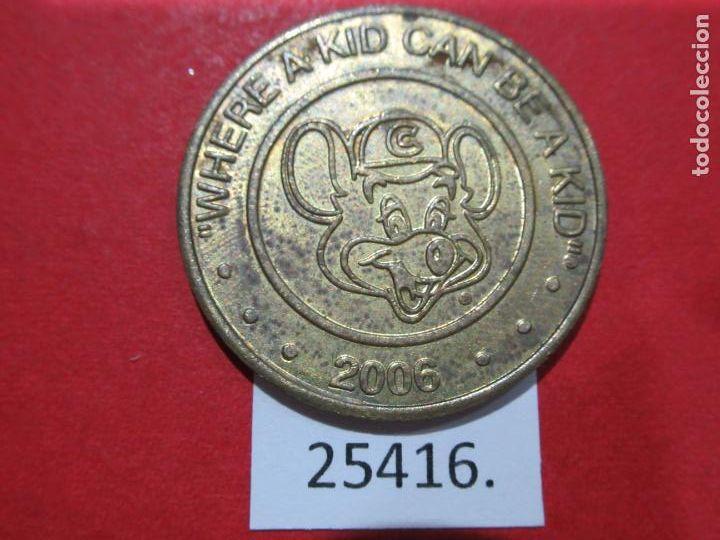 "WHERE A KID CAN BE A KID"
C
®
2006
25416.
todocoleccion